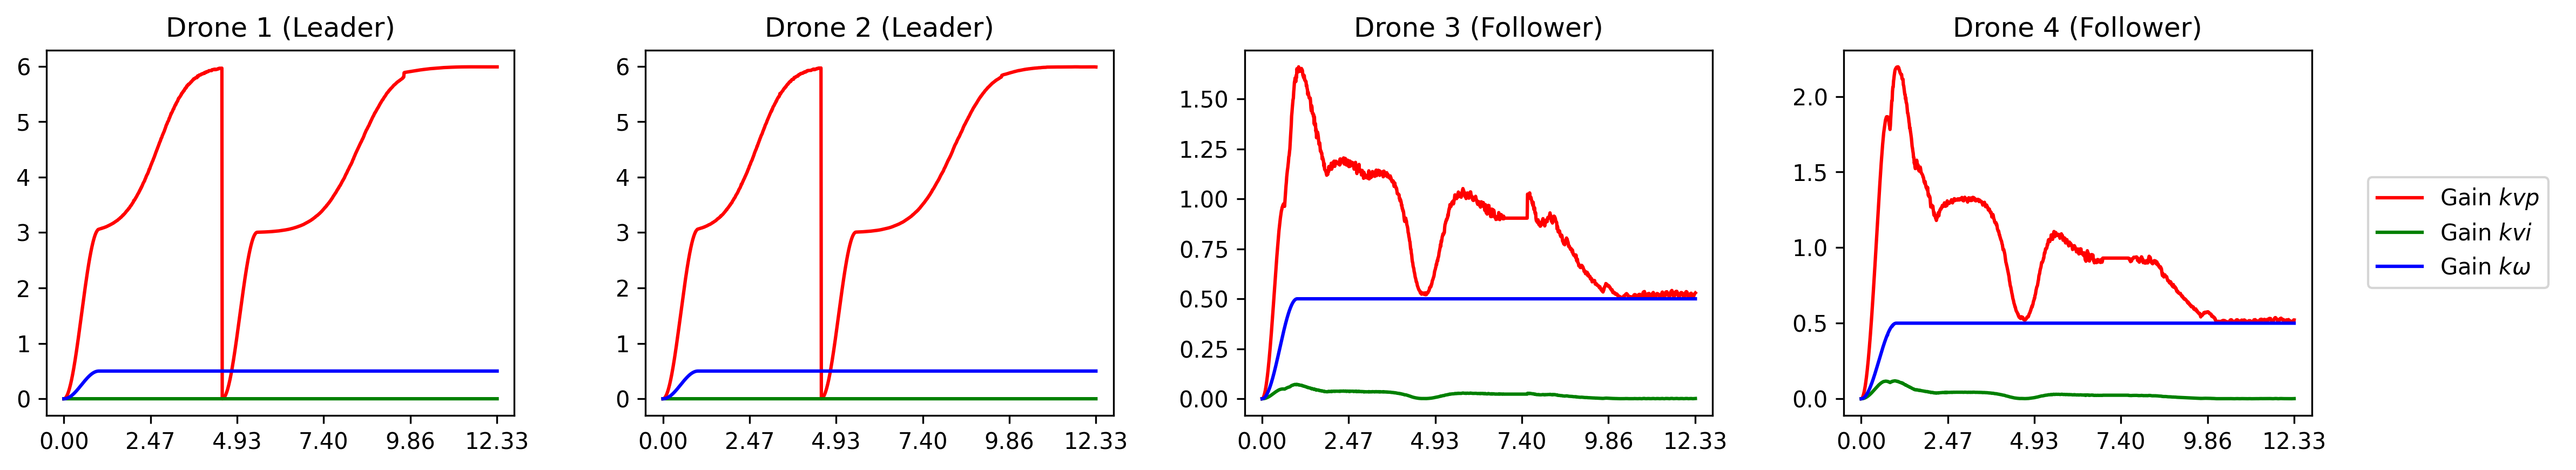 Drone 1 (Leader)
6
5
4
3
2
1
0
0.00 2.47 4.93 7.40 9.86 12.33
Drone 2 (Leader)
6
5
4
3
2
1
0
0.00 2.47 4.93 7.40 9.86 12.33
Drone 3 (Follower)
1.50
1.25
1.00
0.75
0.50
0.25
0.00
0.00 2.47 4.93 7.40 9.86 12.33
Drone 4 (Follower)
2.0
1.5
1.0
0.5
0.0
0.00 2.47 4.93 7.40 9.86 12.33
Gain kvp
Gain kvi
Gain kω